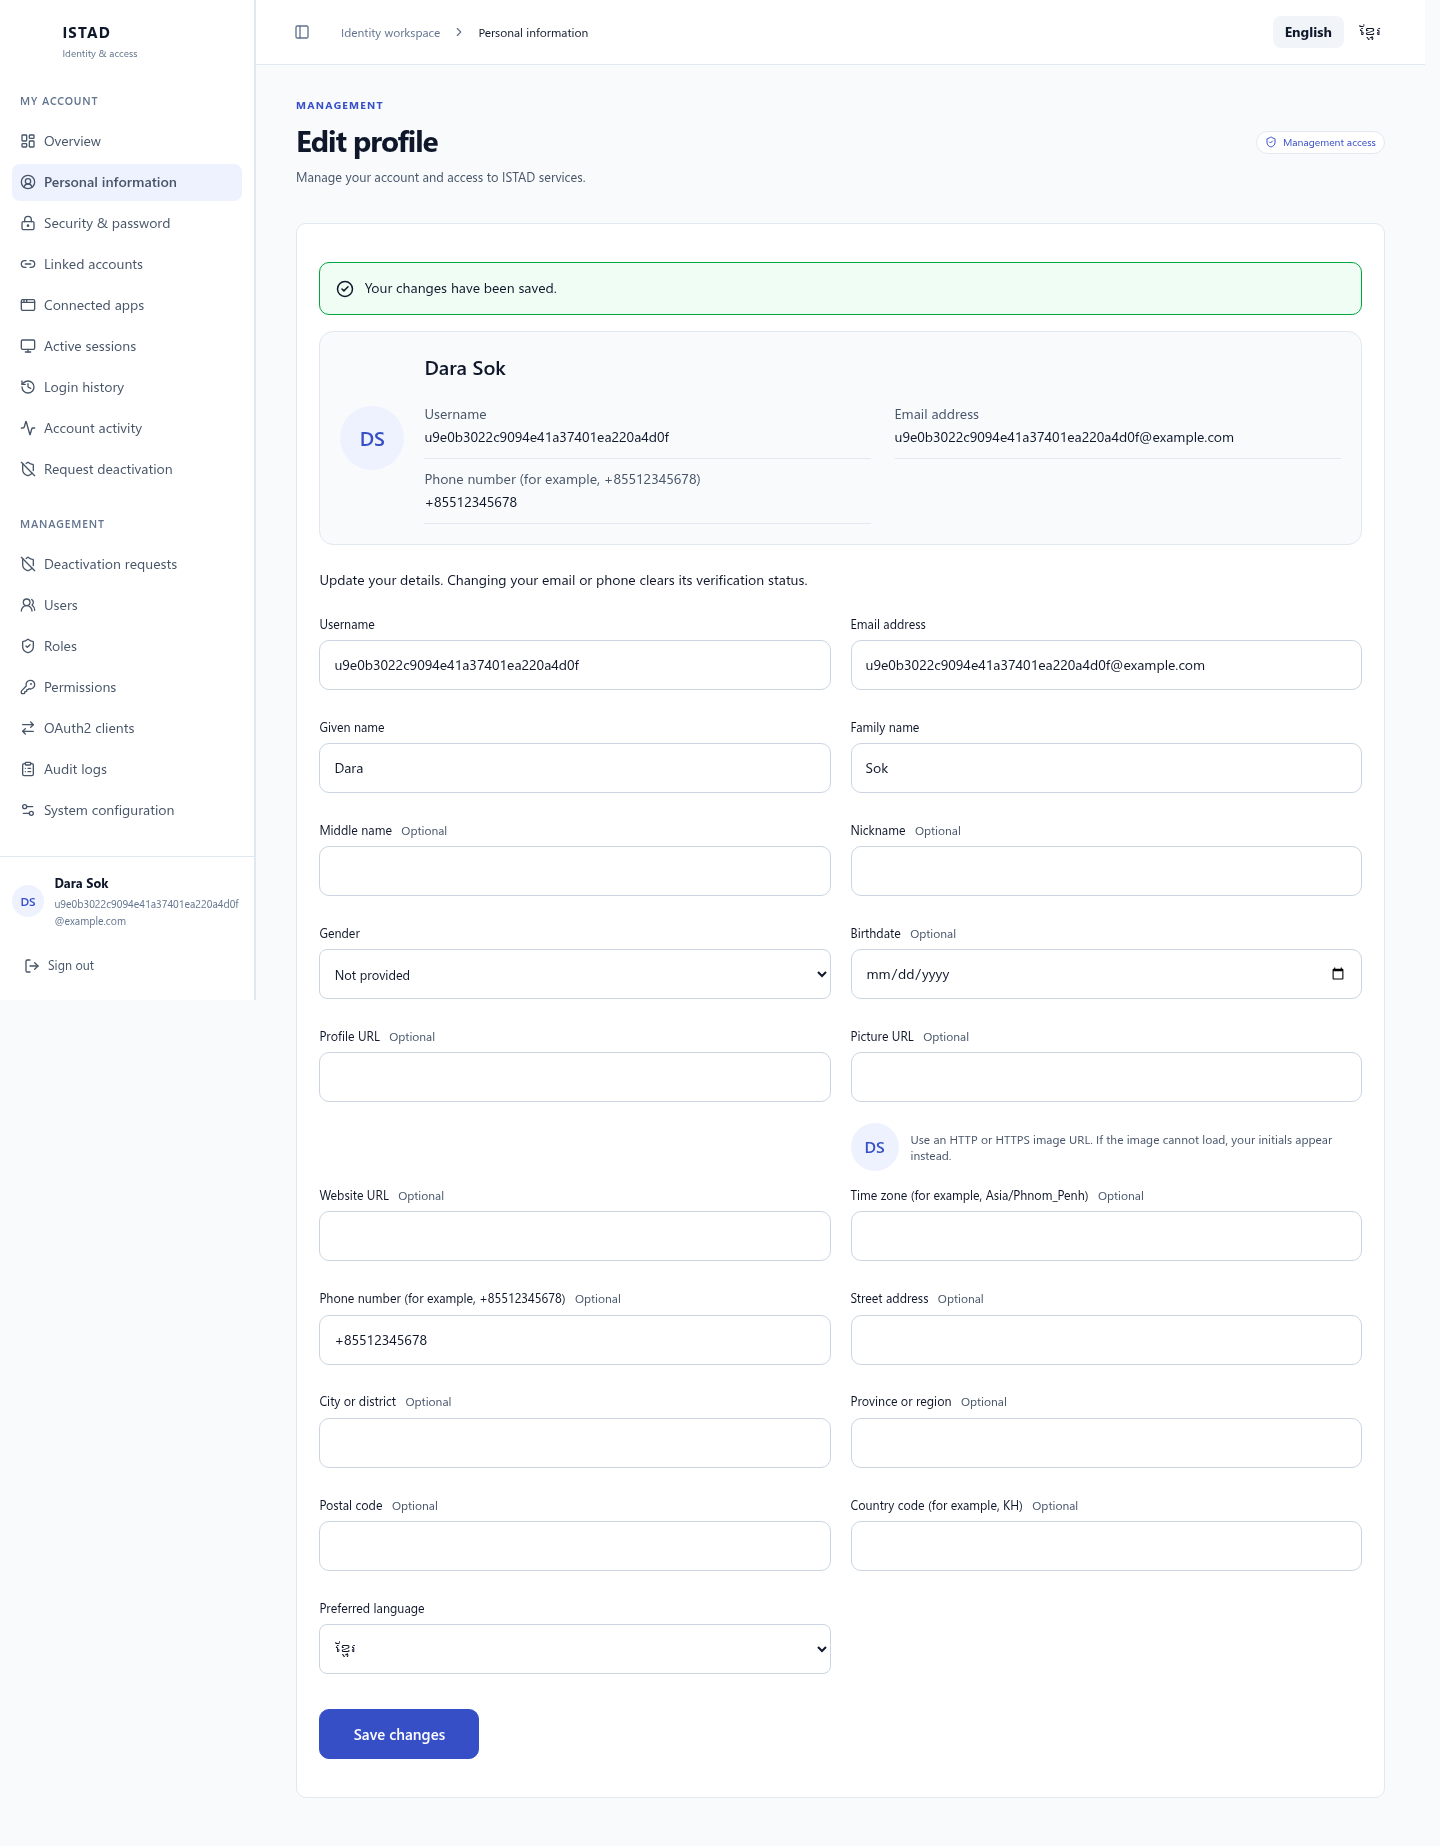 ISTAD
Identity & access
MY ACCOUNT
Overview
Personal information
Security & password
Linked accounts
Connected apps
Active sessions
Login history
Account activity
Request deactivation
MANAGEMENT
Deactivation requests
Users
Roles
Permissions
OAuth2 clients
Audit logs
System configuration
DS
Dara Sok
u9e0b3022c9094e41a37401ea220a4d0f
@example.com
Sign out
Identity workspace > Personal information
English ខ្មែរ
MANAGEMENT
Edit profile
Management access
Manage your account and access to ISTAD services.
Your changes have been saved.
Dara Sok
DS
Username
u9e0b3022c9094e41a37401ea220a4d0f
Email address
u9e0b3022c9094e41a37401ea220a4d0f@example.com
Phone number (for example, +85512345678)
+85512345678
Update your details. Changing your email or phone clears its verification status.
Username
u9e0b3022c9094e41a37401ea220a4d0f
Email address
u9e0b3022c9094e41a37401ea220a4d0f@example.com
Given name
Dara
Family name
Sok
Middle name Optional
Nickname Optional
Gender
Not provided
Birthdate Optional
mm/dd/yyyy
Profile URL Optional
Picture URL Optional
DS
Use an HTTP or HTTPS image URL. If the image cannot load, your initials appear
instead.
Website URL Optional
Time zone (for example, Asia/Phnom_Penh) Optional
Phone number (for example, +85512345678) Optional
+85512345678
Street address Optional
City or district Optional
Province or region Optional
Postal code Optional
Country code (for example, KH) Optional
Preferred language
ខ្មែរ
Save changes